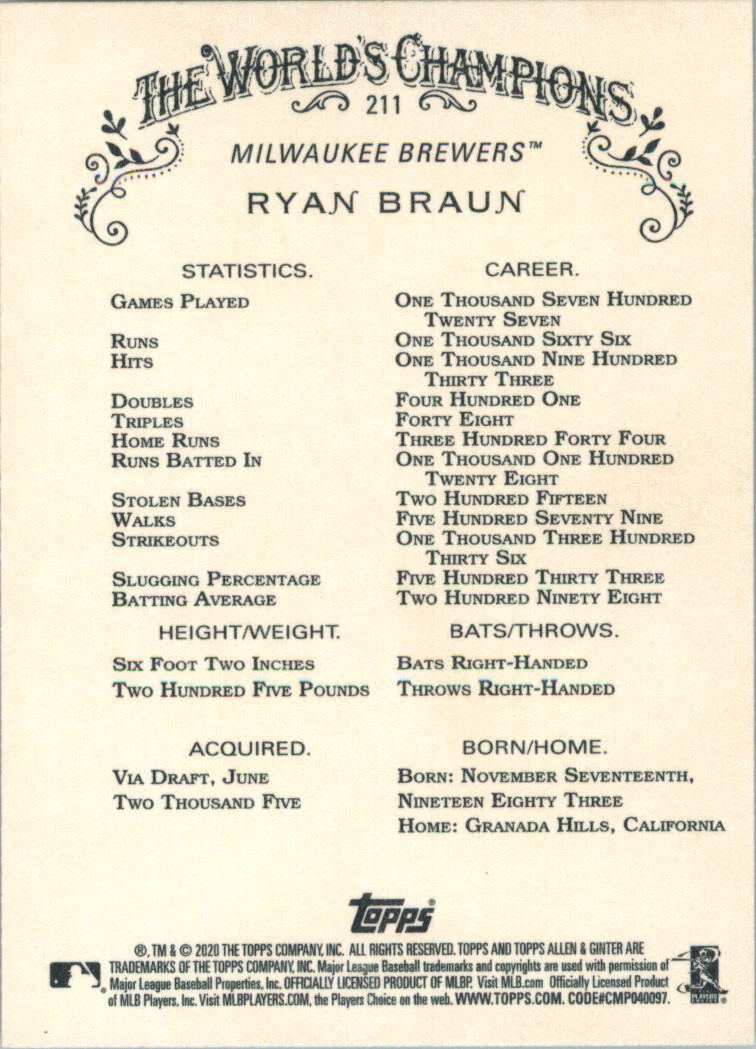 THE WORLD'S CHAMPIONS
211
MILWAUKEE BREWERS™
RYAN BRAUN
STATISTICS. CAREER.
GAMES PLAYED ONE THOUSAND SEVEN HUNDRED
TWENTY SEVEN
RUNS ONE THOUSAND SIXTY SIX
HITS ONE THOUSAND NINE HUNDRED
THIRTY THREE
DOUBLES FOUR HUNDRED ONE
TRIPLES FORTY EIGHT
HOME RUNS THREE HUNDRED FORTY FOUR
RUNS BATTED IN ONE THOUSAND ONE HUNDRED
TWENTY EIGHT
STOLEN BASES TWO HUNDRED FIFTEEN
WALKS FIVE HUNDRED SEVENTY NINE
STRIKEOUTS ONE THOUSAND THREE HUNDRED
THIRTY SIX
SLUGGING PERCENTAGE FIVE HUNDRED THIRTY THREE
BATTING AVERAGE TWO HUNDRED NINETY EIGHT
HEIGHT/WEIGHT. BATS/THROWS.
SIX FOOT TWO INCHES BATS RIGHT-HANDED
TWO HUNDRED FIVE POUNDS THROWS RIGHT-HANDED
ACQUIRED. BORN/HOME.
VIA DRAFT, JUNE BORN: NOVEMBER SEVENTEENTH,
TWO THOUSAND FIVE NINETEEN EIGHTY THREE
HOME: GRANADA HILLS, CALIFORNIA
topps®
®, TM & © 2020 THE TOPPS COMPANY, INC. ALL RIGHTS RESERVED. TOPPS AND TOPPS ALLEN & GINTER ARE
TRADEMARKS OF THE TOPPS COMPANY, INC. Major League Baseball trademarks and copyrights are used with permission of
Major League Baseball Properties, Inc. OFFICIALLY LICENSED PRODUCT OF MLBP. Visit MLB.com Officially Licensed Product
of MLB Players, Inc. Visit MLBPLAYERS.COM, the Players Choice on the web. WWW.TOPPS.COM. CODE#CMP040097.